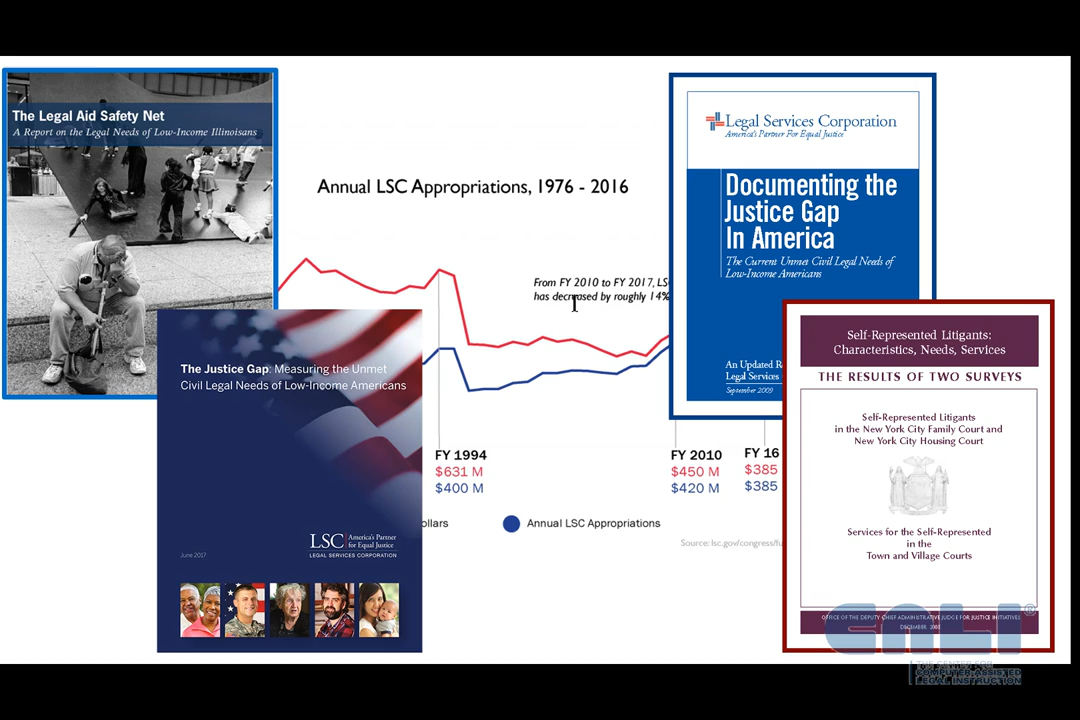 The Legal Aid Safety Net
A Report on the Legal Needs of Low-Income Illinoisans
Annual LSC Appropriations, 1976 - 2016
From FY 2010 to FY 2017, LS
has decreased by roughly 14%
FY 1994
$631 M
$400 M
FY 2010
$450 M
$420 M
FY 16
$385
$385
ollars
Annual LSC Appropriations
Source: lsc.gov/congress/fu
The Justice Gap: Measuring the Unmet
Civil Legal Needs of Low-Income Americans
June 2017
LSC America's Partner
for Equal Justice
LEGAL SERVICES CORPORATION
Legal Services Corporation
America's Partner For Equal Justice
Documenting the
Justice Gap
In America
The Current Unmet Civil Legal Needs of
Low-Income Americans
An Updated R
Legal Services
September 2009
Self-Represented Litigants:
Characteristics, Needs, Services
THE RESULTS OF TWO SURVEYS
Self-Represented Litigants
in the New York City Family Court and
New York City Housing Court
Services for the Self-Represented
in the
Town and Village Courts
OFFICE OF THE DEPUTY CHIEF ADMINISTRATIVE JUDGE FOR JUSTICE INITIATIVES
DECEMBER
CALI®
THE CENTER FOR
COMPUTER-ASSISTED
LEGAL INSTRUCTION